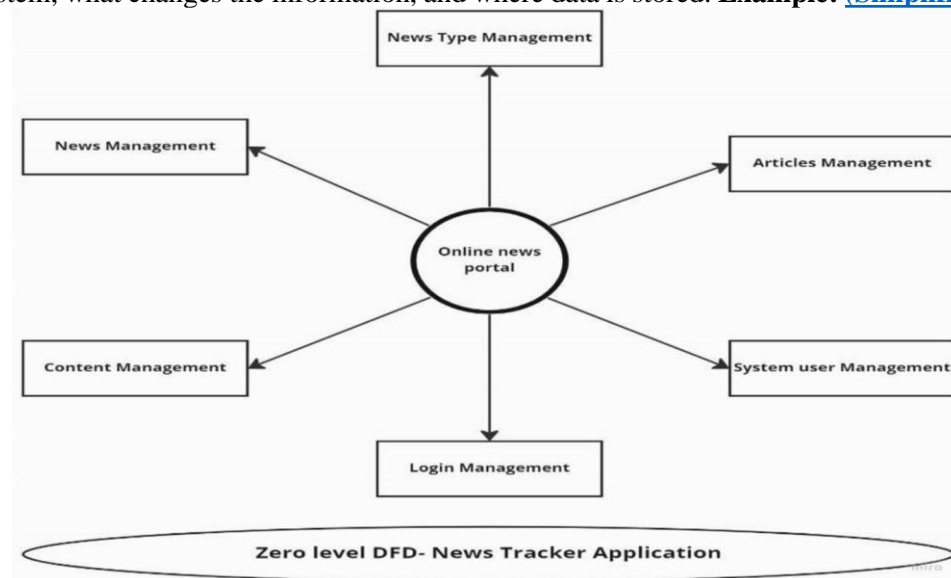 what changes the information, and where data is stored. Example:
News Type Management
News Management
Articles Management
Online news
portal
Content Management
System user Management
Login Management
Zero level DFD- News Tracker Application
miro